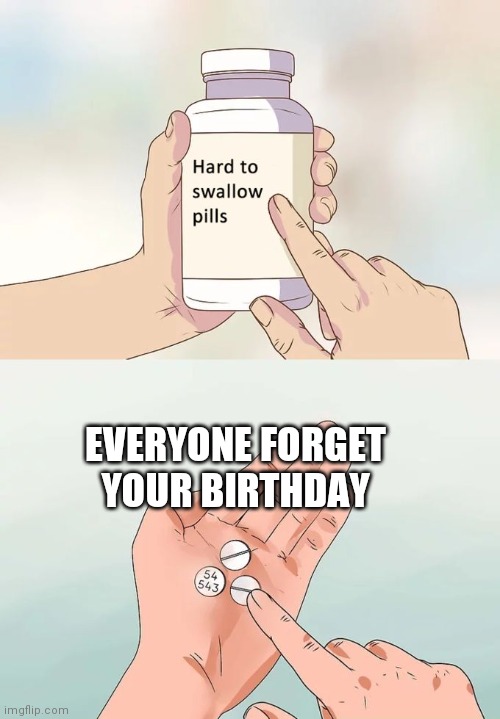 Hard to
swallow
pills
EVERYONE FORGET
YOUR BIRTHDAY
54
543
imgflip.com